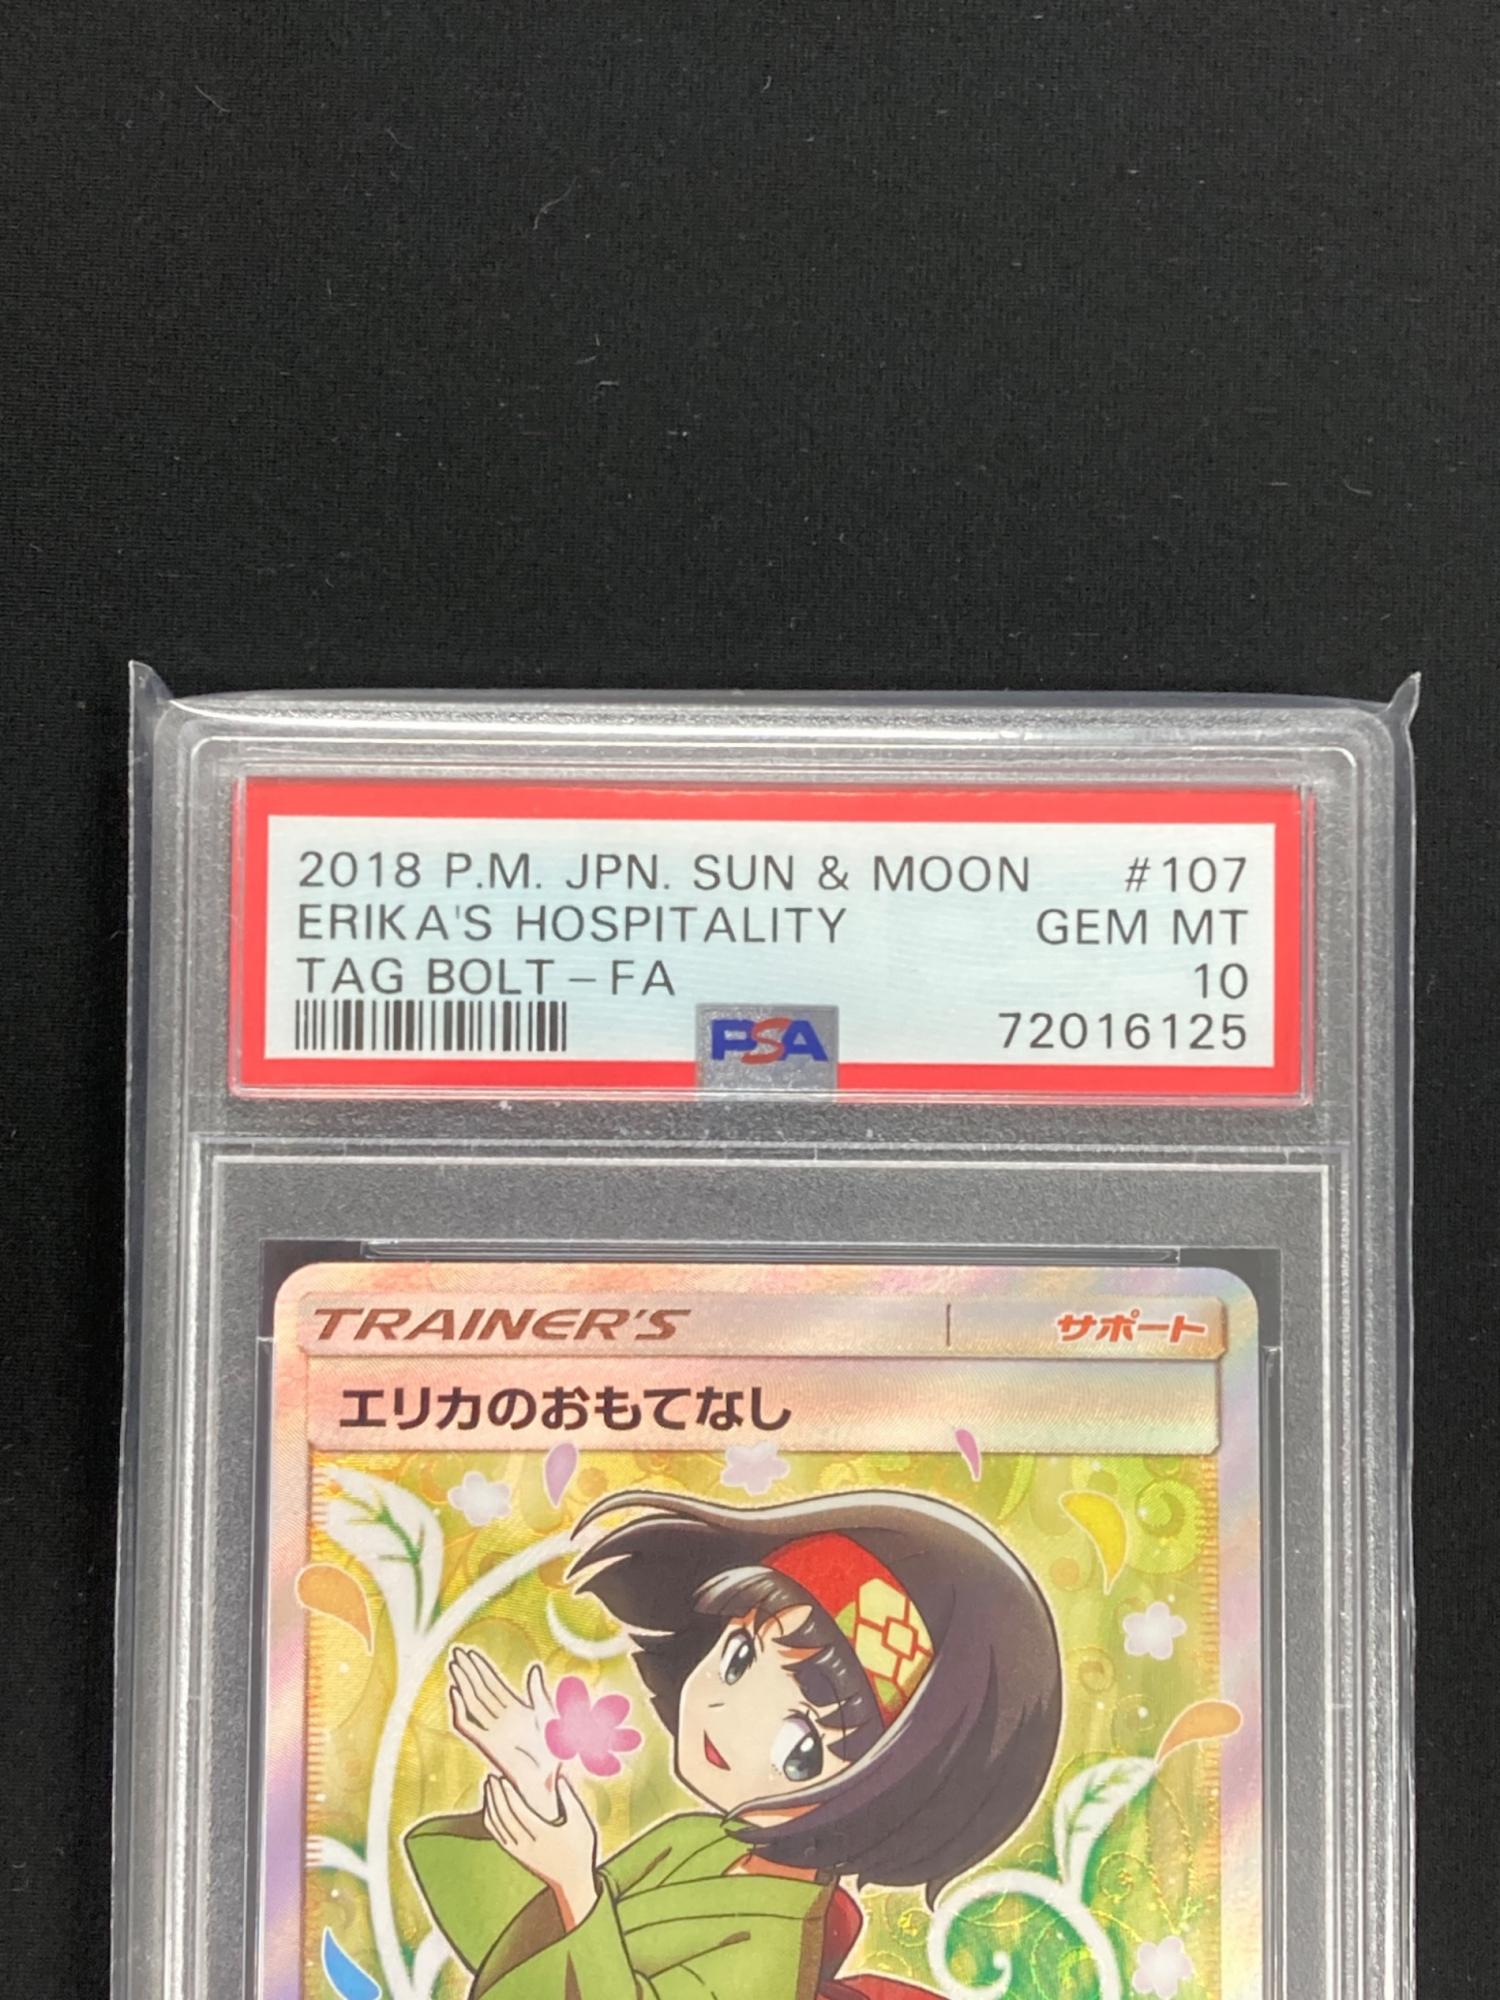 2018 P.M. JPN. SUN & MOON #107
ERIKA'S HOSPITALITY GEM MT
TAG BOLT - FA 10
PSA 72016125
TRAINER'S サポート
エリカのおもてなし